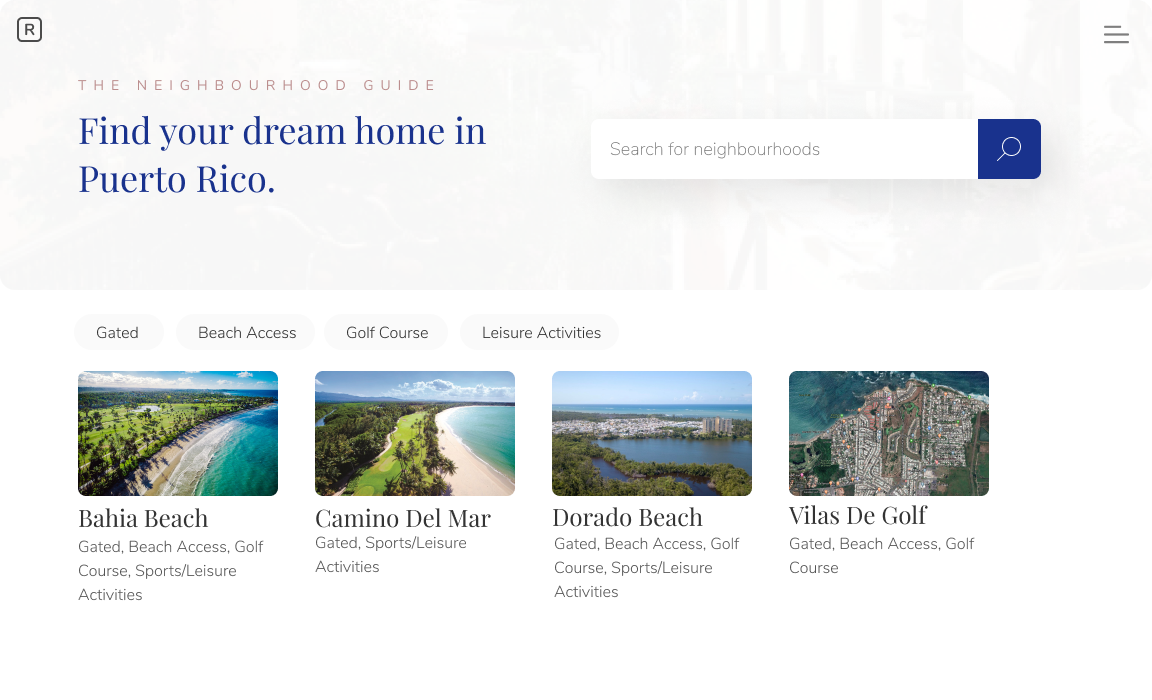 R
THE NEIGHBOURHOOD GUIDE
Find your dream home in
Puerto Rico.
Search for neighbourhoods
Gated
Beach Access
Golf Course
Leisure Activities
Bahia Beach
Gated, Beach Access, Golf
Course, Sports/Leisure
Activities
Camino Del Mar
Gated, Sports/Leisure
Activities
Dorado Beach
Gated, Beach Access, Golf
Course, Sports/Leisure
Activities
Vilas De Golf
Gated, Beach Access, Golf
Course